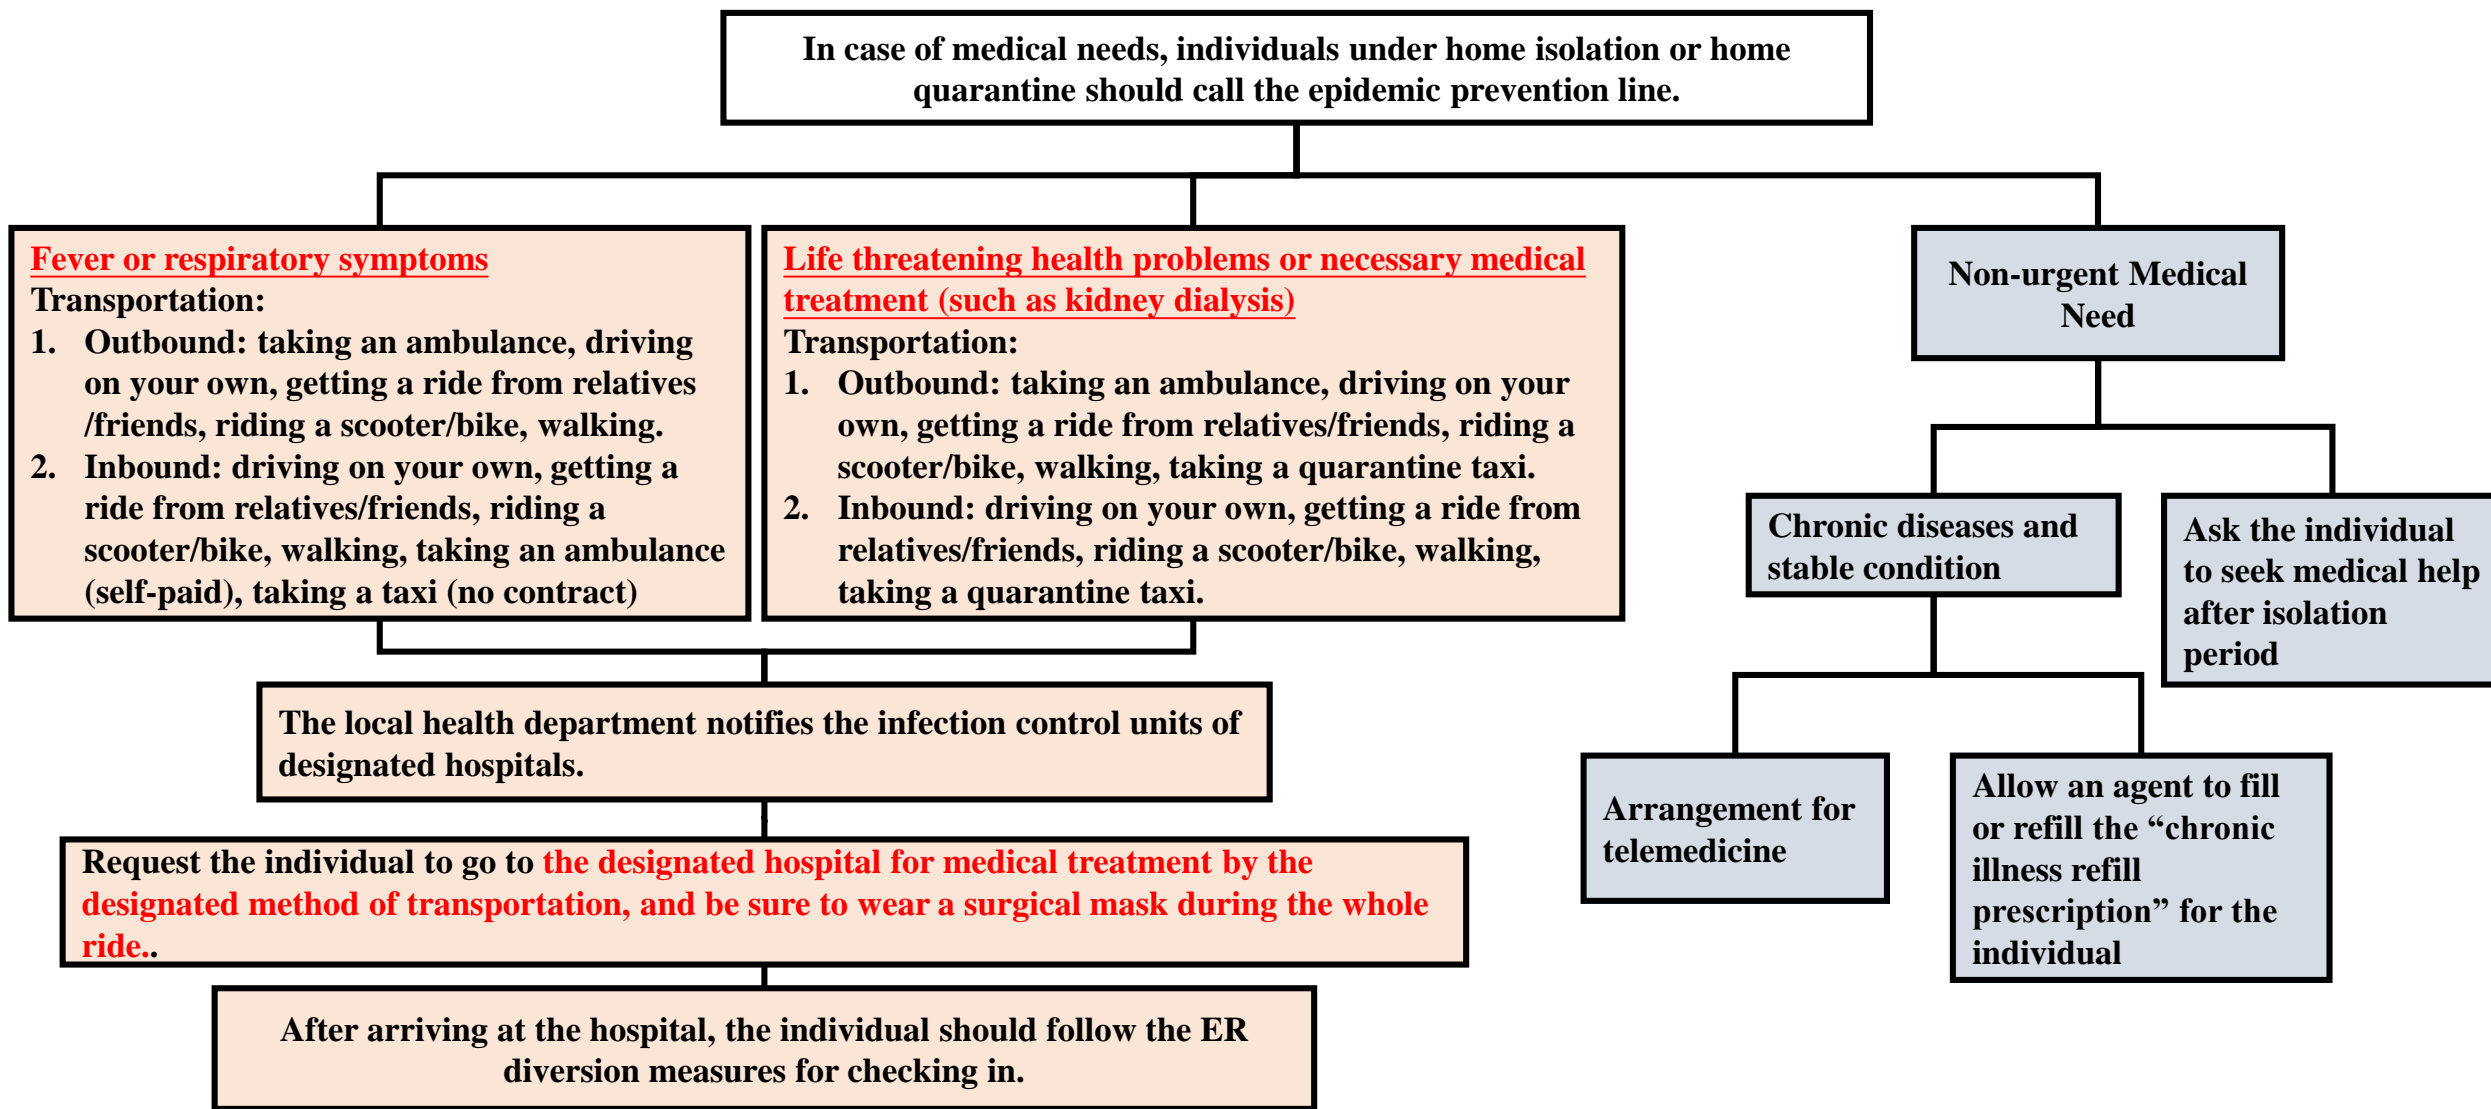 In case of medical needs, individuals under home isolation or home
quarantine should call the epidemic prevention line.
Fever or respiratory symptoms
Transportation:
1. Outbound: taking an ambulance, driving
on your own, getting a ride from relatives
/friends, riding a scooter/bike, walking.
2. Inbound: driving on your own, getting a
ride from relatives/friends, riding a
scooter/bike, walking, taking an ambulance
(self-paid), taking a taxi (no contract)
Life threatening health problems or necessary medical
treatment (such as kidney dialysis)
Transportation:
1. Outbound: taking an ambulance, driving on your
own, getting a ride from relatives/friends, riding a
scooter/bike, walking, taking a quarantine taxi.
2. Inbound: driving on your own, getting a ride from
relatives/friends, riding a scooter/bike, walking,
taking a quarantine taxi.
Non-urgent Medical
Need
Chronic diseases and
stable condition
Ask the individual
to seek medical help
after isolation
period
The local health department notifies the infection control units of
designated hospitals.
Arrangement for
telemedicine
Allow an agent to fill
or refill the “chronic
illness refill
prescription” for the
individual
Request the individual to go to the designated hospital for medical treatment by the
designated method of transportation, and be sure to wear a surgical mask during the whole
ride..
After arriving at the hospital, the individual should follow the ER
diversion measures for checking in.